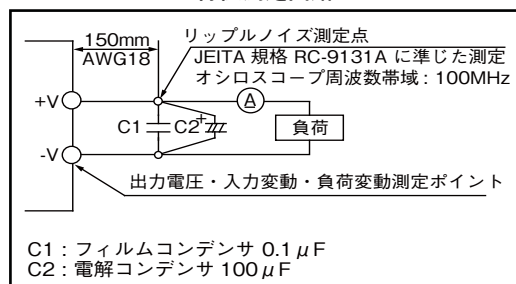 150mm
AWG18
リップルノイズ測定点
JEITA 規格 RC-9131A に準じた測定
オシロスコープ周波数帯域 : 100MHz
+V
A
C1
C2
+
負荷
-V
出力電圧・入力変動・負荷変動測定ポイント
C1 : フィルムコンデンサ 0.1μF
C2 : 電解コンデンサ 100μF